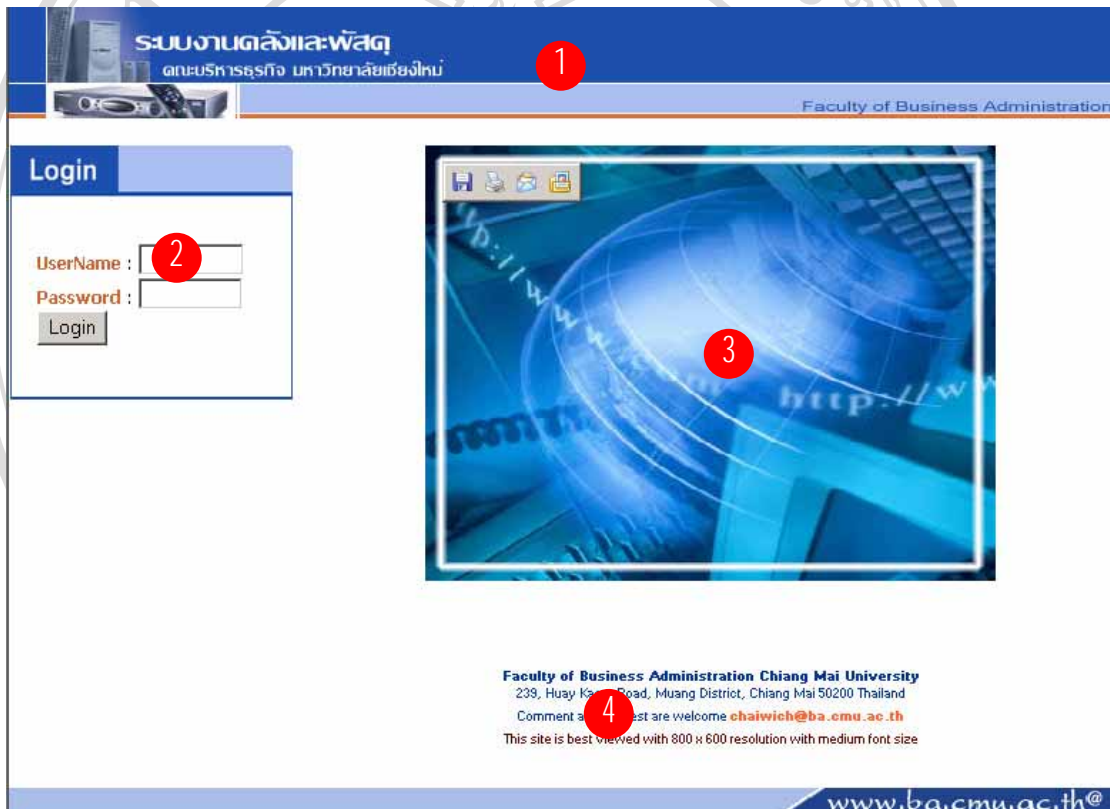 ระบบงานคลังและพัสดุ
คณะบริหารธุรกิจ มหาวิทยาลัยเชียงใหม่
1
Faculty of Business Administration
Login
UserName :
2
Password :
Login
http://w
3
Faculty of Business Administration Chiang Mai University
239, Huay Road, Muang District, Chiang Mai 50200 Thailand
4
Comment are welcome chaiwich@ba.cmu.ac.th
This site is best viewed with 800 x 600 resolution with medium font size
www.ba.cmu.ac.th@